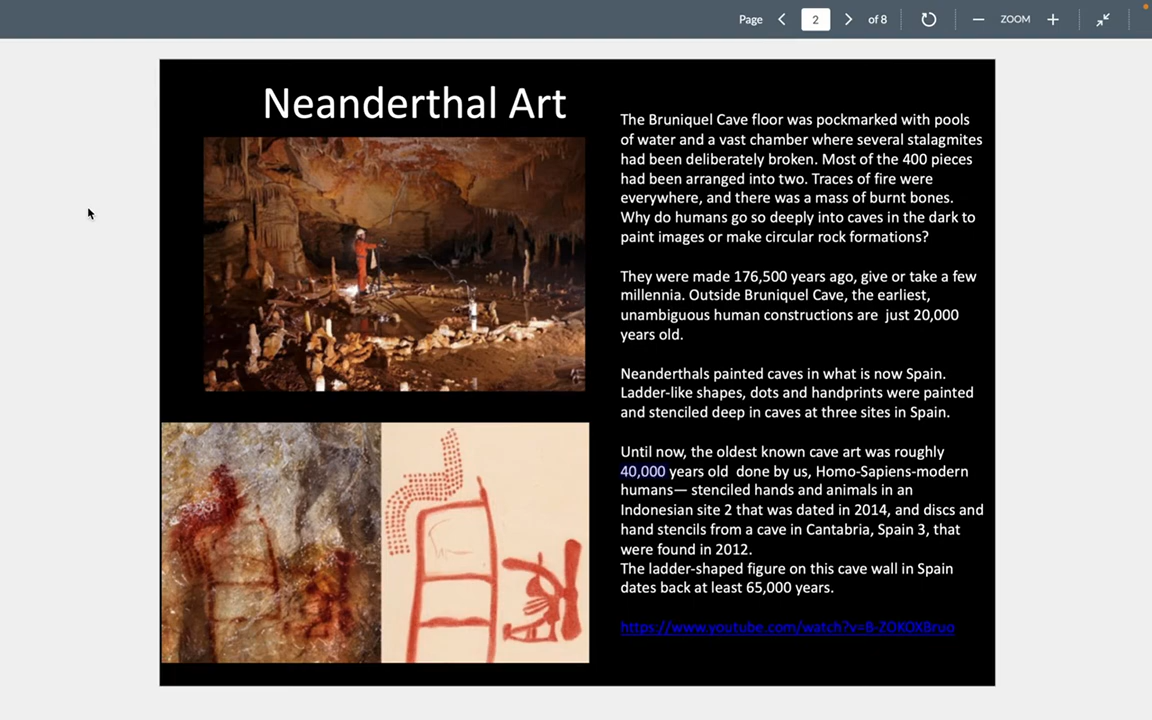 Page
2
of 8
ZOOM
Neanderthal Art
The Bruniquel Cave floor was pockmarked with pools
of water and a vast chamber where several stalagmites
had been deliberately broken. Most of the 400 pieces
had been arranged into two. Traces of fire were
everywhere, and there was a mass of burnt bones.
Why do humans go so deeply into caves in the dark to
paint images or make circular rock formations?
They were made 176,500 years ago, give or take a few
millennia. Outside Bruniquel Cave, the earliest,
unambiguous human constructions are just 20,000
years old.
Neanderthals painted caves in what is now Spain.
Ladder-like shapes, dots and handprints were painted
and stenciled deep in caves at three sites in Spain.
Until now, the oldest known cave art was roughly
40,000 years old done by us, Homo-Sapiens-modern
humans— stenciled hands and animals in an
Indonesian site 2 that was dated in 2014, and discs and
hand stencils from a cave in Cantabria, Spain 3, that
were found in 2012.
The ladder-shaped figure on this cave wall in Spain
dates back at least 65,000 years.